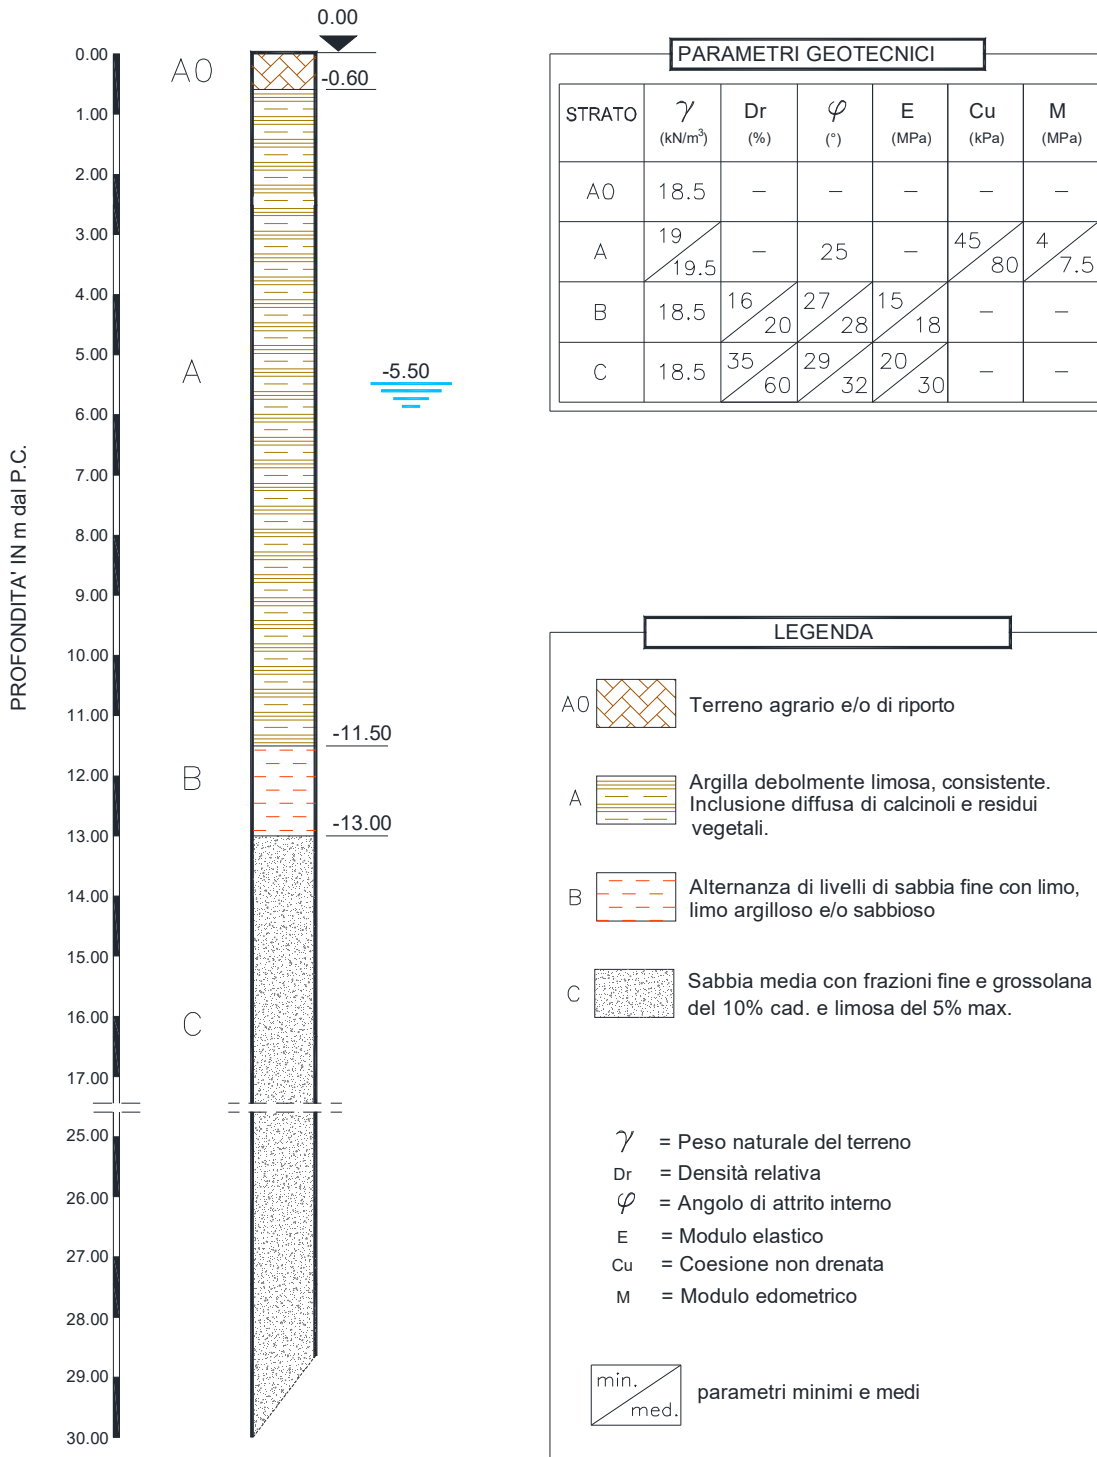 0.00
PROFONDITA' IN m dal P.C.
0.00
1.00
2.00
3.00
4.00
5.00
6.00
7.00
8.00
9.00
10.00
11.00
12.00
13.00
14.00
15.00
16.00
17.00
25.00
26.00
27.00
28.00
29.00
30.00
A0
A
B
C
-0.60
-5.50
-11.50
-13.00
PARAMETRI GEOTECNICI
STRATO γ Dr φ E Cu M
(kN/m³) (%) (°) (MPa) (kPa) (MPa)
A0 18.5 – – – – –
A 19 / 19.5 – 25 – 45 / 80 4 / 7.5
B 18.5 16 / 20 27 / 28 15 / 18 – –
C 18.5 35 / 60 29 / 32 20 / 30 – –
LEGENDA
A0 Terreno agrario e/o di riporto
A Argilla debolmente limosa, consistente.
Inclusione diffusa di calcinoli e residui
vegetali.
B Alternanza di livelli di sabbia fine con limo,
limo argilloso e/o sabbioso
C Sabbia media con frazioni fine e grossolana
del 10% cad. e limosa del 5% max.
γ = Peso naturale del terreno
Dr = Densità relativa
φ = Angolo di attrito interno
E = Modulo elastico
Cu = Coesione non drenata
M = Modulo edometrico
min. / med. parametri minimi e medi